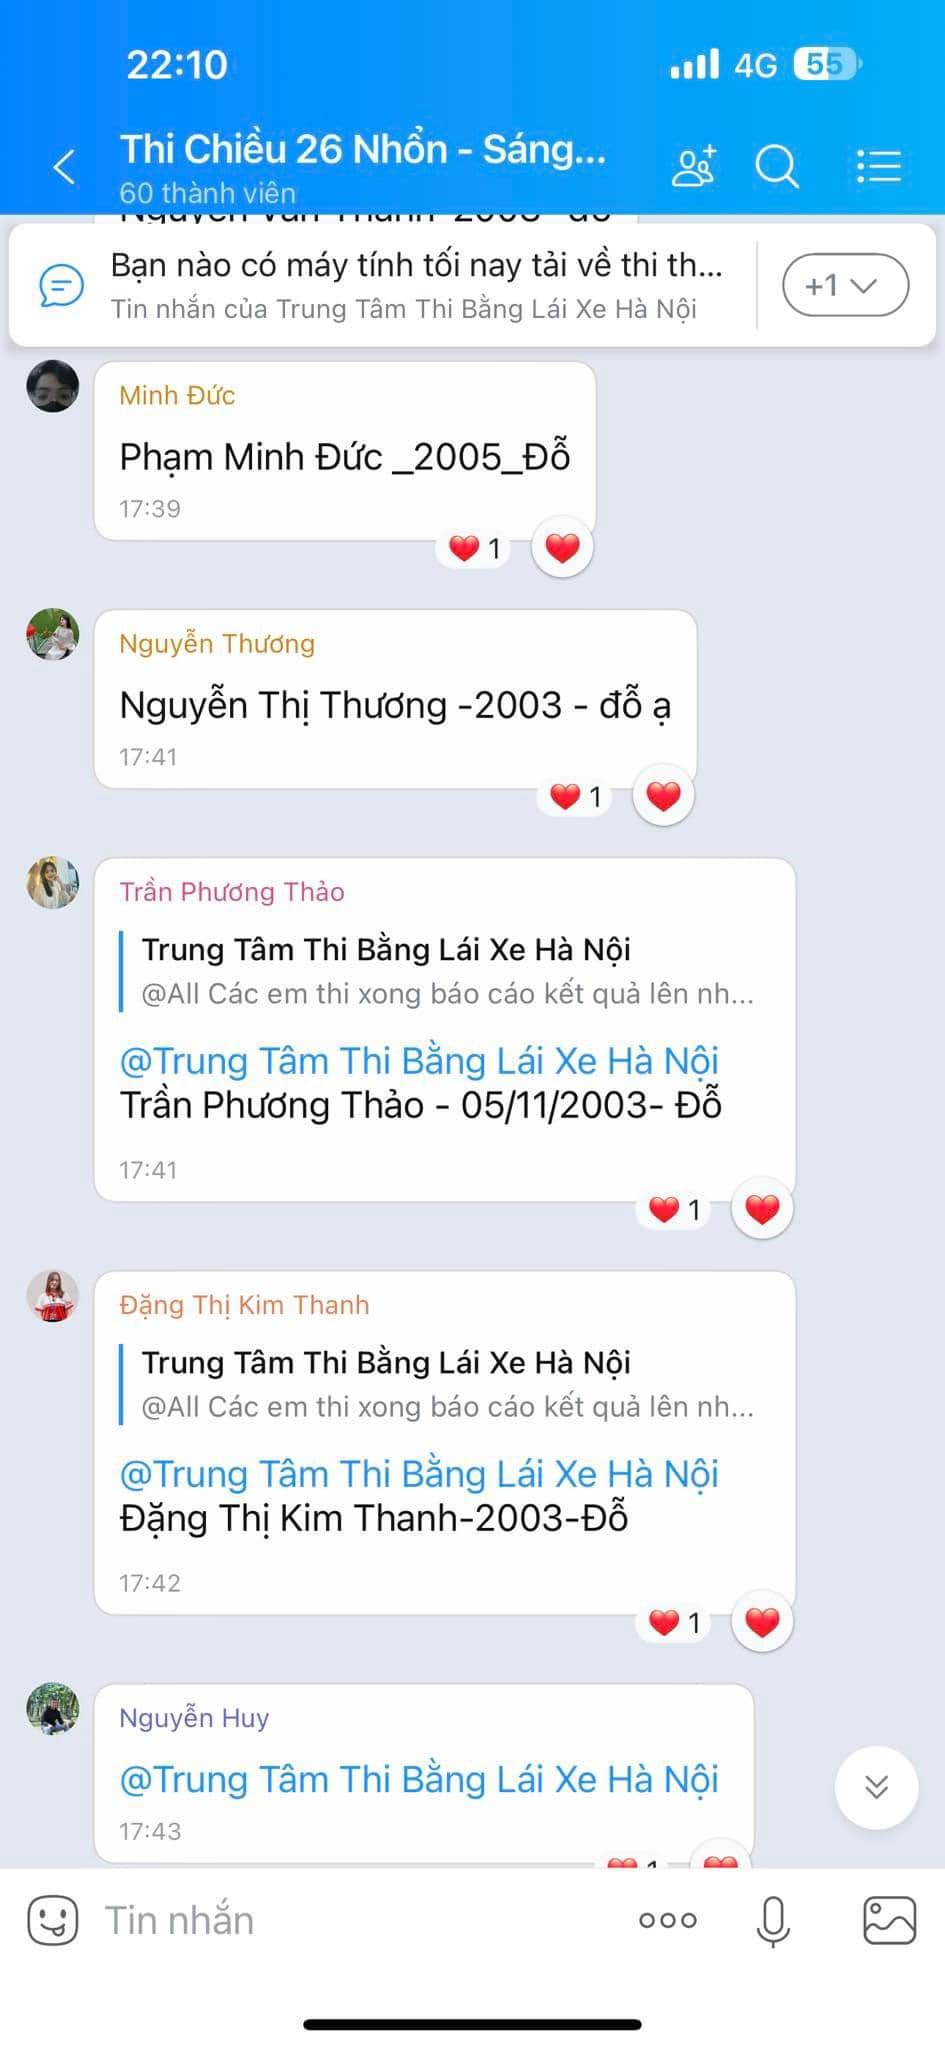 22:10
4G 55
Thi Chiều 26 Nhổn - Sáng...
60 thành viên
Bạn nào có máy tính tối nay tải về thi th...
Tin nhắn của Trung Tâm Thi Bằng Lái Xe Hà Nội
+1
Minh Đức
Phạm Minh Đức _2005_Đỗ
17:39
1
Nguyễn Thương
Nguyễn Thị Thương -2003 - đỗ ạ
17:41
1
Trần Phương Thảo
Trung Tâm Thi Bằng Lái Xe Hà Nội
@All Các em thi xong báo cáo kết quả lên nh...
@Trung Tâm Thi Bằng Lái Xe Hà Nội
Trần Phương Thảo - 05/11/2003- Đỗ
17:41
1
Đặng Thị Kim Thanh
Trung Tâm Thi Bằng Lái Xe Hà Nội
@All Các em thi xong báo cáo kết quả lên nh...
@Trung Tâm Thi Bằng Lái Xe Hà Nội
Đặng Thị Kim Thanh-2003-Đỗ
17:42
1
Nguyễn Huy
@Trung Tâm Thi Bằng Lái Xe Hà Nội
17:43
1
Tin nhắn